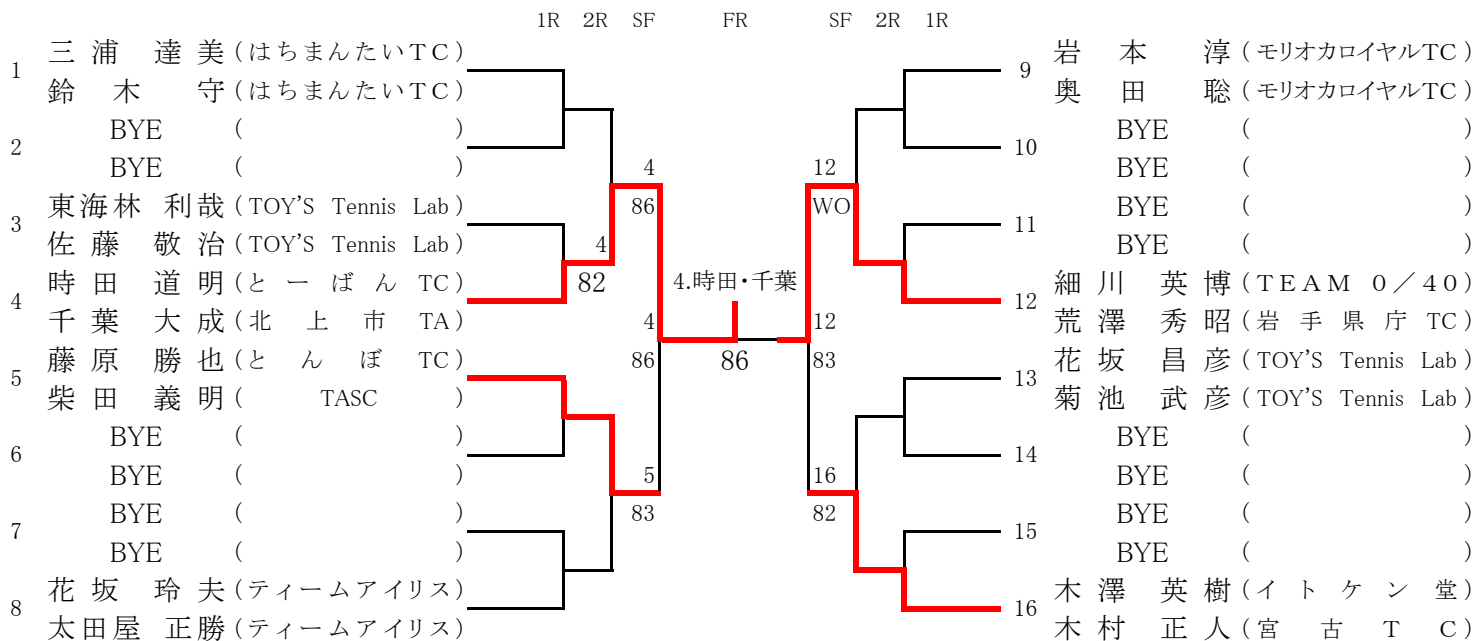 1R 2R SF FR SF 2R 1R
1 三浦 達美 (はちまんたいTC)
鈴木 守 (はちまんたいTC)
2 BYE ( )
BYE ( )
3 東海林 利哉 (TOY'S Tennis Lab)
佐藤 敬治 (TOY'S Tennis Lab)
4 時田 道明 (とーばんTC)
千葉 大成 (北上市TA)
5 藤原 勝也 (とんぼTC)
柴田 義明 (TASC)
6 BYE ( )
BYE ( )
7 BYE ( )
BYE ( )
8 花坂 玲夫 (ティームアイリス)
太田屋 正勝 (ティームアイリス)
4
82
4
86
5
83
4
86
4.時田・千葉
86
12
WO
12
83
16
82
9 岩本 淳 (モリオカロイヤルTC)
奥田 聡 (モリオカロイヤルTC)
10 BYE ( )
BYE ( )
11 BYE ( )
BYE ( )
12 細川 英博 (TEAM 0/40)
荒澤 秀昭 (岩手県庁TC)
13 花坂 昌彦 (TOY'S Tennis Lab)
菊池 武彦 (TOY'S Tennis Lab)
14 BYE ( )
BYE ( )
15 BYE ( )
BYE ( )
16 木澤 英樹 (イトケン堂)
木村 正人 (宮古TC)